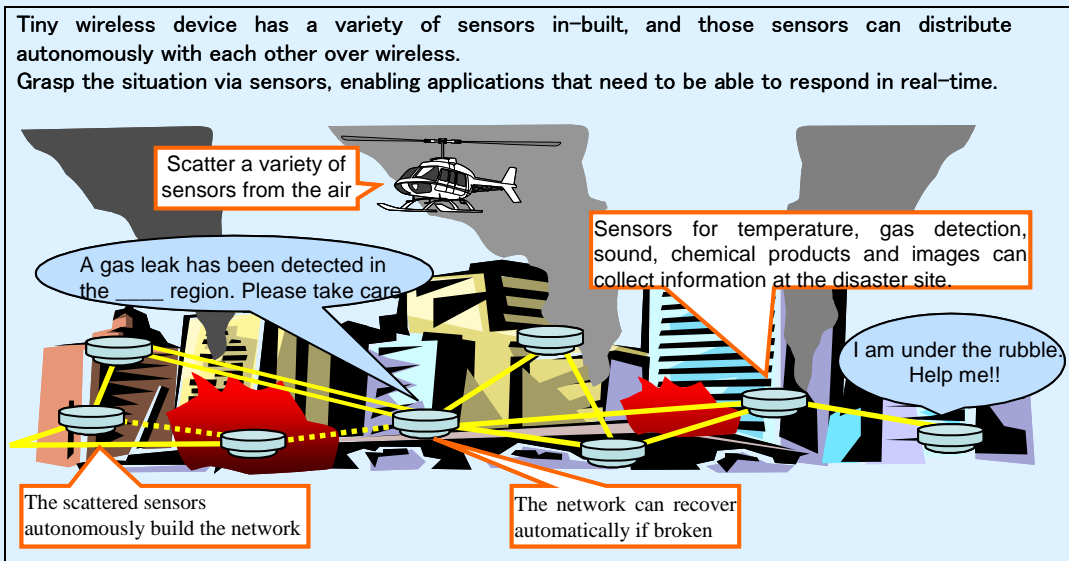 Tiny wireless device has a variety of sensors in-built, and those sensors can distribute
autonomously with each other over wireless.
Grasp the situation via sensors, enabling applications that need to be able to respond in real-time.
Scatter a variety of
sensors from the air
Sensors for temperature, gas detection,
sound, chemical products and images can
collect information at the disaster site.
A gas leak has been detected in
the ____ region. Please take care
I am under the rubble.
Help me!!
The scattered sensors
autonomously build the network
The network can recover
automatically if broken